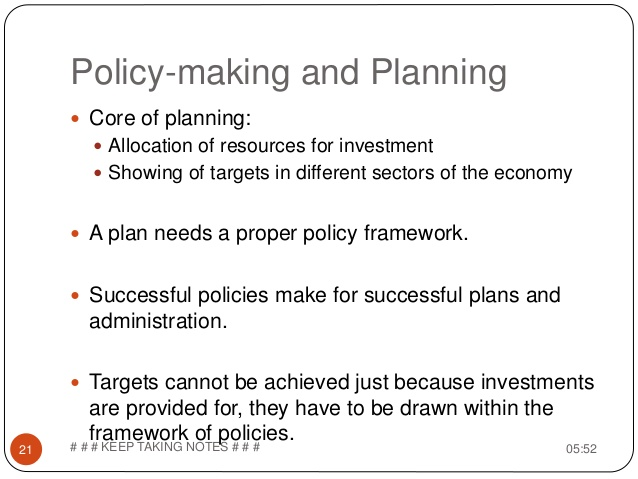 Policy-making and Planning
• Core of planning:
• Allocation of resources for investment
• Showing of targets in different sectors of the economy
• A plan needs a proper policy framework.
• Successful policies make for successful plans and
administration.
• Targets cannot be achieved just because investments
are provided for, they have to be drawn within the
framework of policies.
21
# # # KEEP TAKING NOTES # # #
05:52